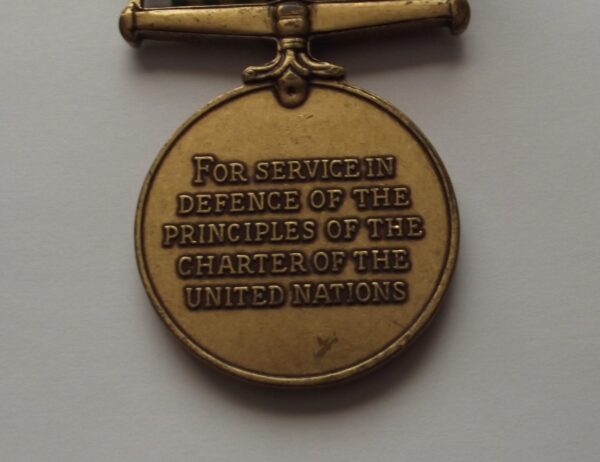 FOR SERVICE IN
DEFENCE OF THE
PRINCIPLES OF THE
CHARTER OF THE
UNITED NATIONS